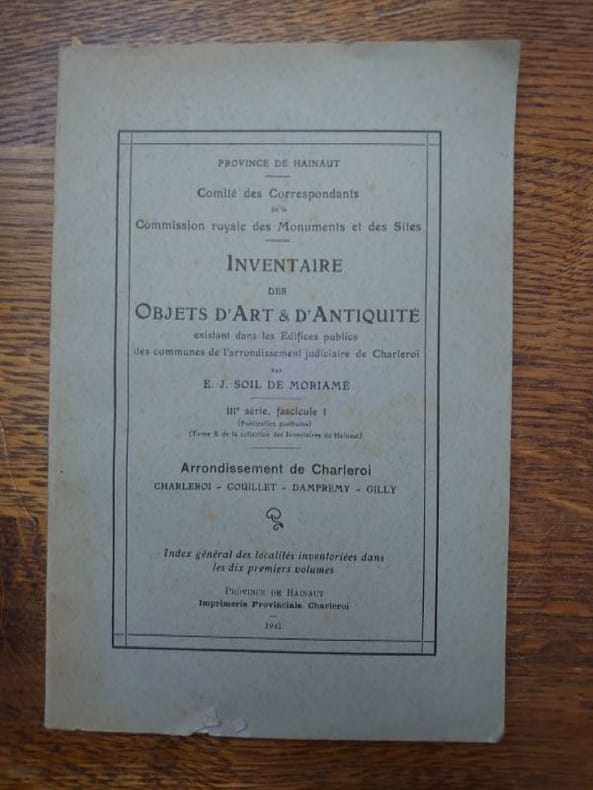 PROVINCE DE HAINAUT
Comité des Correspondants
de la
Commission royale des Monuments et des Sites
INVENTAIRE
DES
OBJETS D'ART & D'ANTIQUITÉ
existant dans les Edifices publics
des communes de l'arrondissement judiciaire de Charleroi
PAR
E. J. SOIL DE MORIAMÉ
IIIe série, fascicule 1
(Publication posthume)
(Tome X de la collection des Inventaires du Hainaut)
Arrondissement de Charleroi
CHARLEROI - COUILLET - DAMPREMY - GILLY
Index général des localités inventoriées dans
les dix premiers volumes
PROVINCE DE HAINAUT
Imprimerie Provinciale, Charleroi
1941